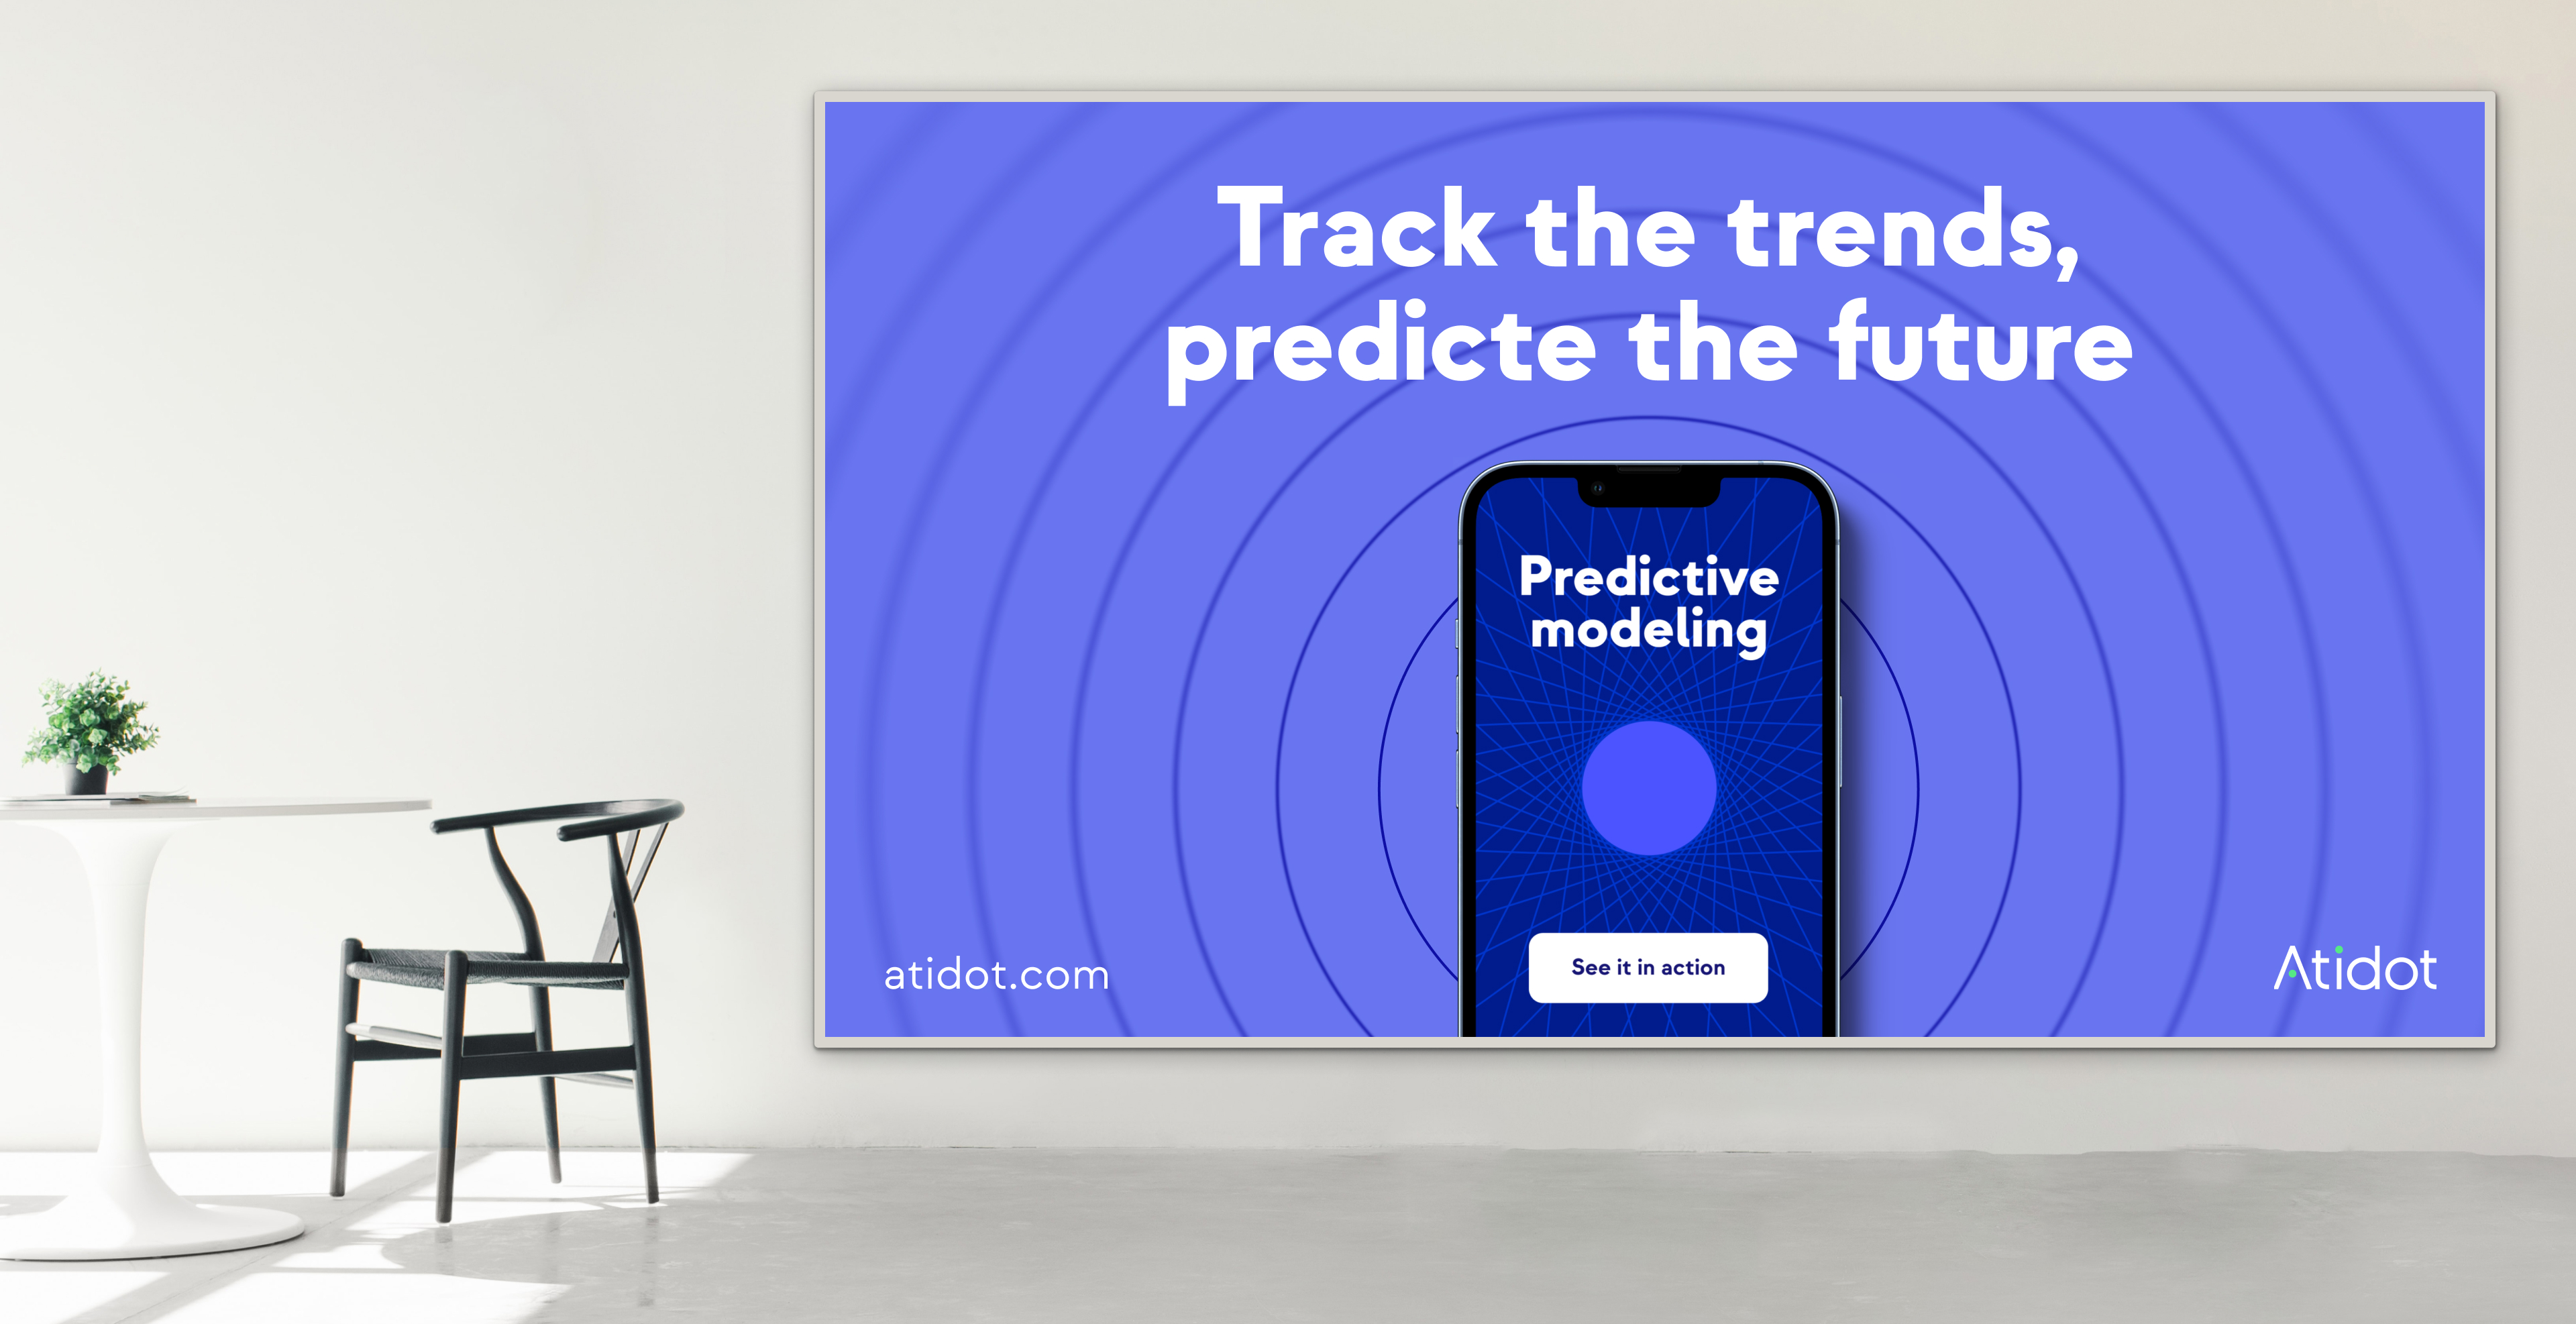 Track the trends,
predicte the future
Predictive
modeling
See it in action
atidot.com
Atidot